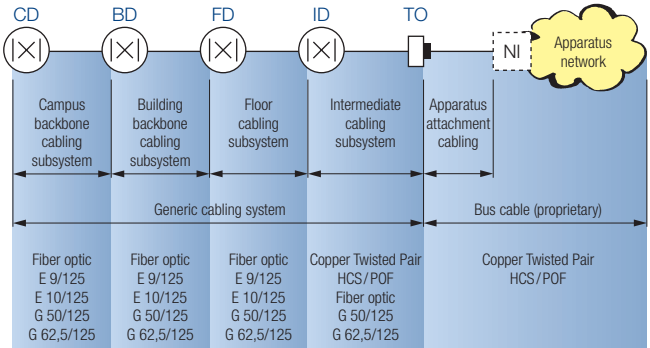 CD BD FD ID TO
NI
Apparatus
network
Campus
backbone
cabling
subsystem
Building
backbone
cabling
subsystem
Floor
cabling
subsystem
Intermediate
cabling
subsystem
Apparatus
attachment
cabling
Generic cabling system
Bus cable (proprietary)
Fiber optic
E 9/125
E 10/125
G 50/125
G 62,5/125
Fiber optic
E 9/125
E 10/125
G 50/125
G 62,5/125
Fiber optic
E 9/125
E 10/125
G 50/125
G 62,5/125
Copper Twisted Pair
HCS/POF
Fiber optic
G 50/125
G 62,5/125
Copper Twisted Pair
HCS/POF